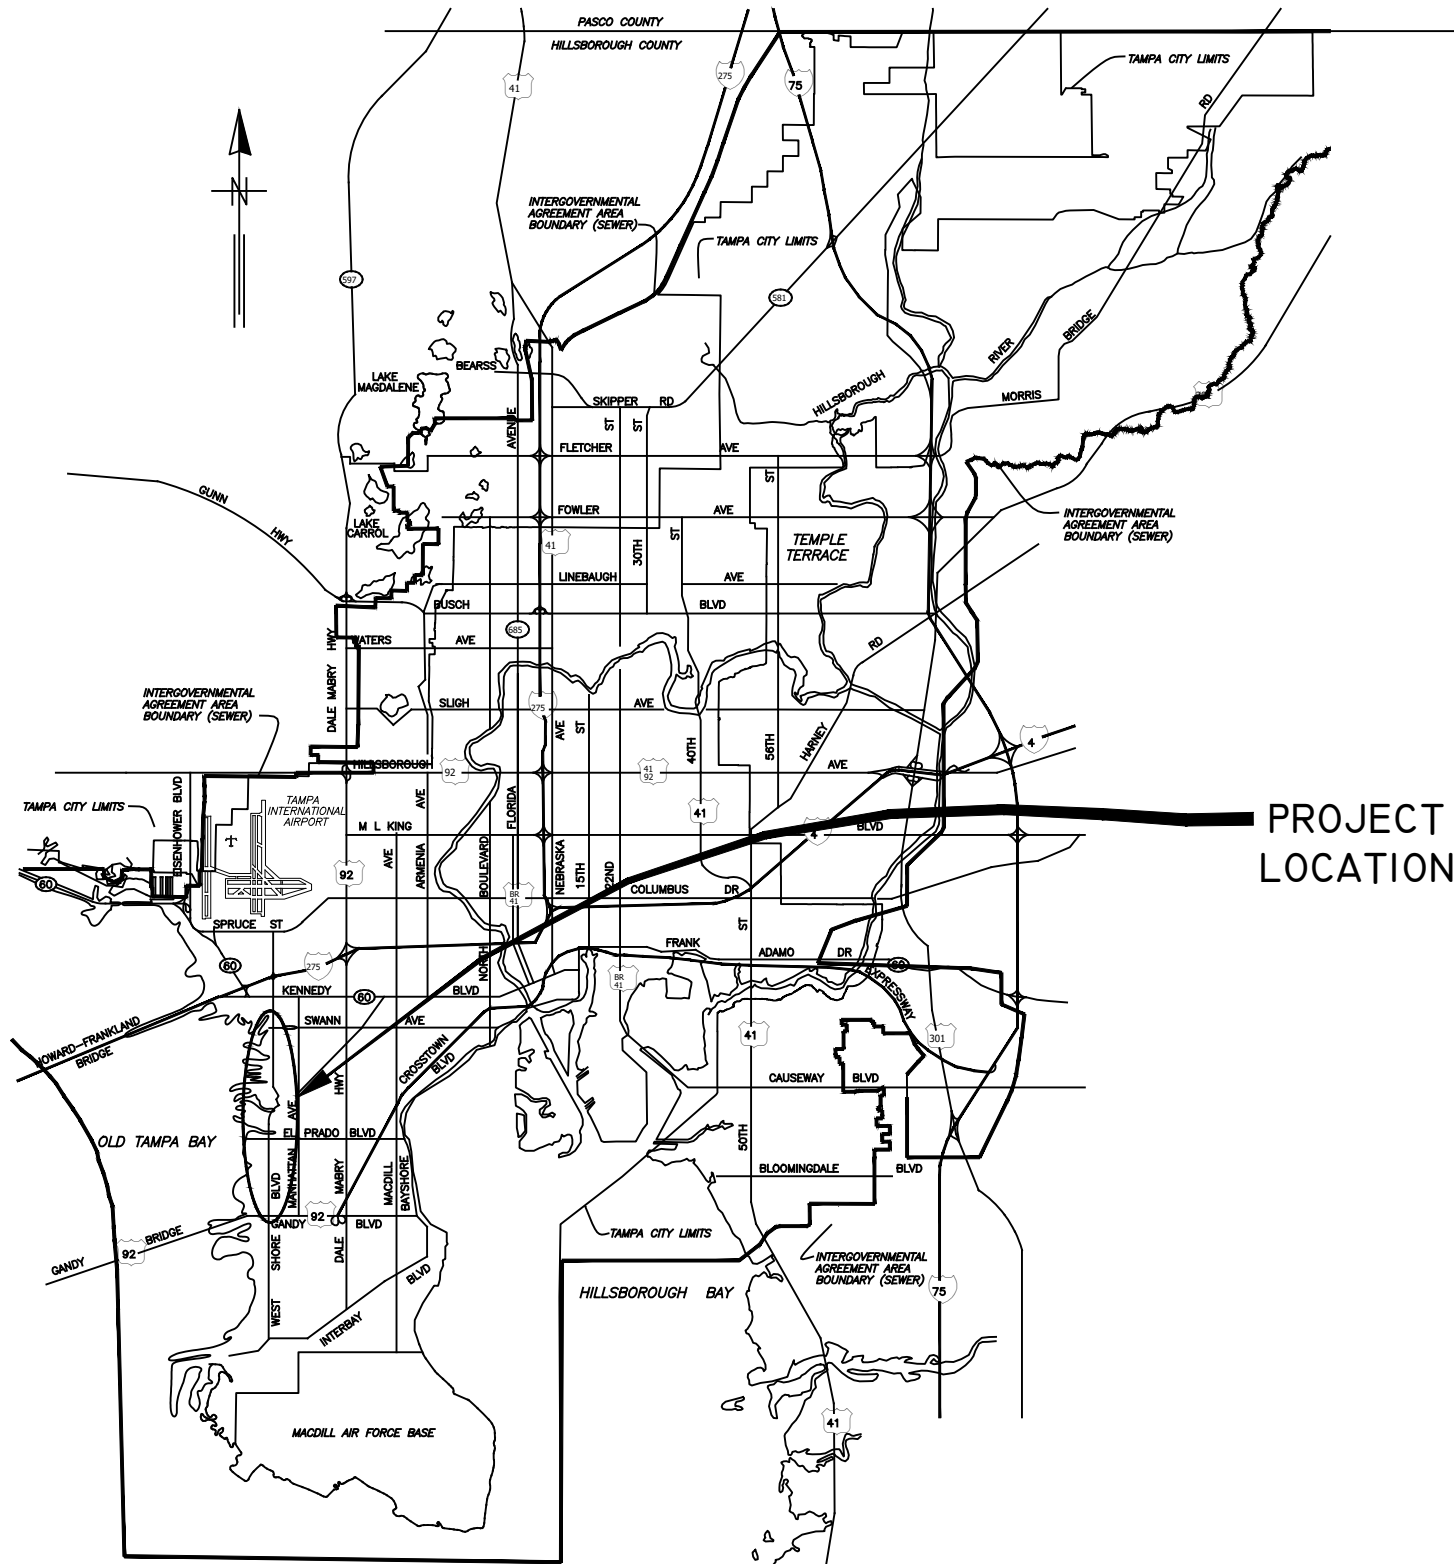 PASCO COUNTY
HILLSBOROUGH COUNTY
TAMPA CITY LIMITS
275
75
41
RD
N
INTERGOVERNMENTAL
AGREEMENT AREA
BOUNDARY (SEWER)
TAMPA CITY LIMITS
597
581
BRIDGE
RIVER
BEARSS
LAKE
MAGDALENE
HILLSBOROUGH
MORRIS
SKIPPER RD
AVENUE
ST
ST
FLETCHER AVE
ST
GUNN
HWY
LAKE
CARROL
FOWLER AVE
INTERGOVERNMENTAL
AGREEMENT AREA
BOUNDARY (SEWER)
ST
30TH
41
TEMPLE
TERRACE
LINEBAUGH AVE
BUSCH BLVD
685
WATERS AVE
DALE MABRY HWY
RD
INTERGOVERNMENTAL
AGREEMENT AREA
BOUNDARY (SEWER)
SLIGH AVE
275
AVE
ST
40TH
56TH
HARNEY
4
HILLSBOROUGH AVE
92
41
92
TAMPA CITY LIMITS
EISENHOWER BLVD
TAMPA
INTERNATIONAL
AIRPORT
AVE
FLORIDA
41
M L KING BLVD
4
PROJECT
LOCATION
AVE
ARMENIA
BOULEVARD
NEBRASKA
15TH
22ND
60
92
BR
41
COLUMBUS DR
SPRUCE ST
ST
NORTH
FRANK ADAMO DR
60
60
275
EXPRESSWAY
BR
41
KENNEDY BLVD
60
SWANN AVE
HOWARD-FRANKLAND
BRIDGE
CROSSTOWN
BLVD
41
301
HWY
CAUSEWAY BLVD
AVE
OLD TAMPA BAY
EL PRADO BLVD
50TH
BLVD
MANHATTAN
MABRY
MACDILL
BAYSHORE
BLOOMINGDALE BLVD
92
GANDY BLVD
GANDY BRIDGE
92
TAMPA CITY LIMITS
SHORE
DALE
INTERGOVERNMENTAL
AGREEMENT AREA
BOUNDARY (SEWER)
BLVD
HILLSBOROUGH BAY
75
WEST
INTERBAY
41
MACDILL AIR FORCE BASE